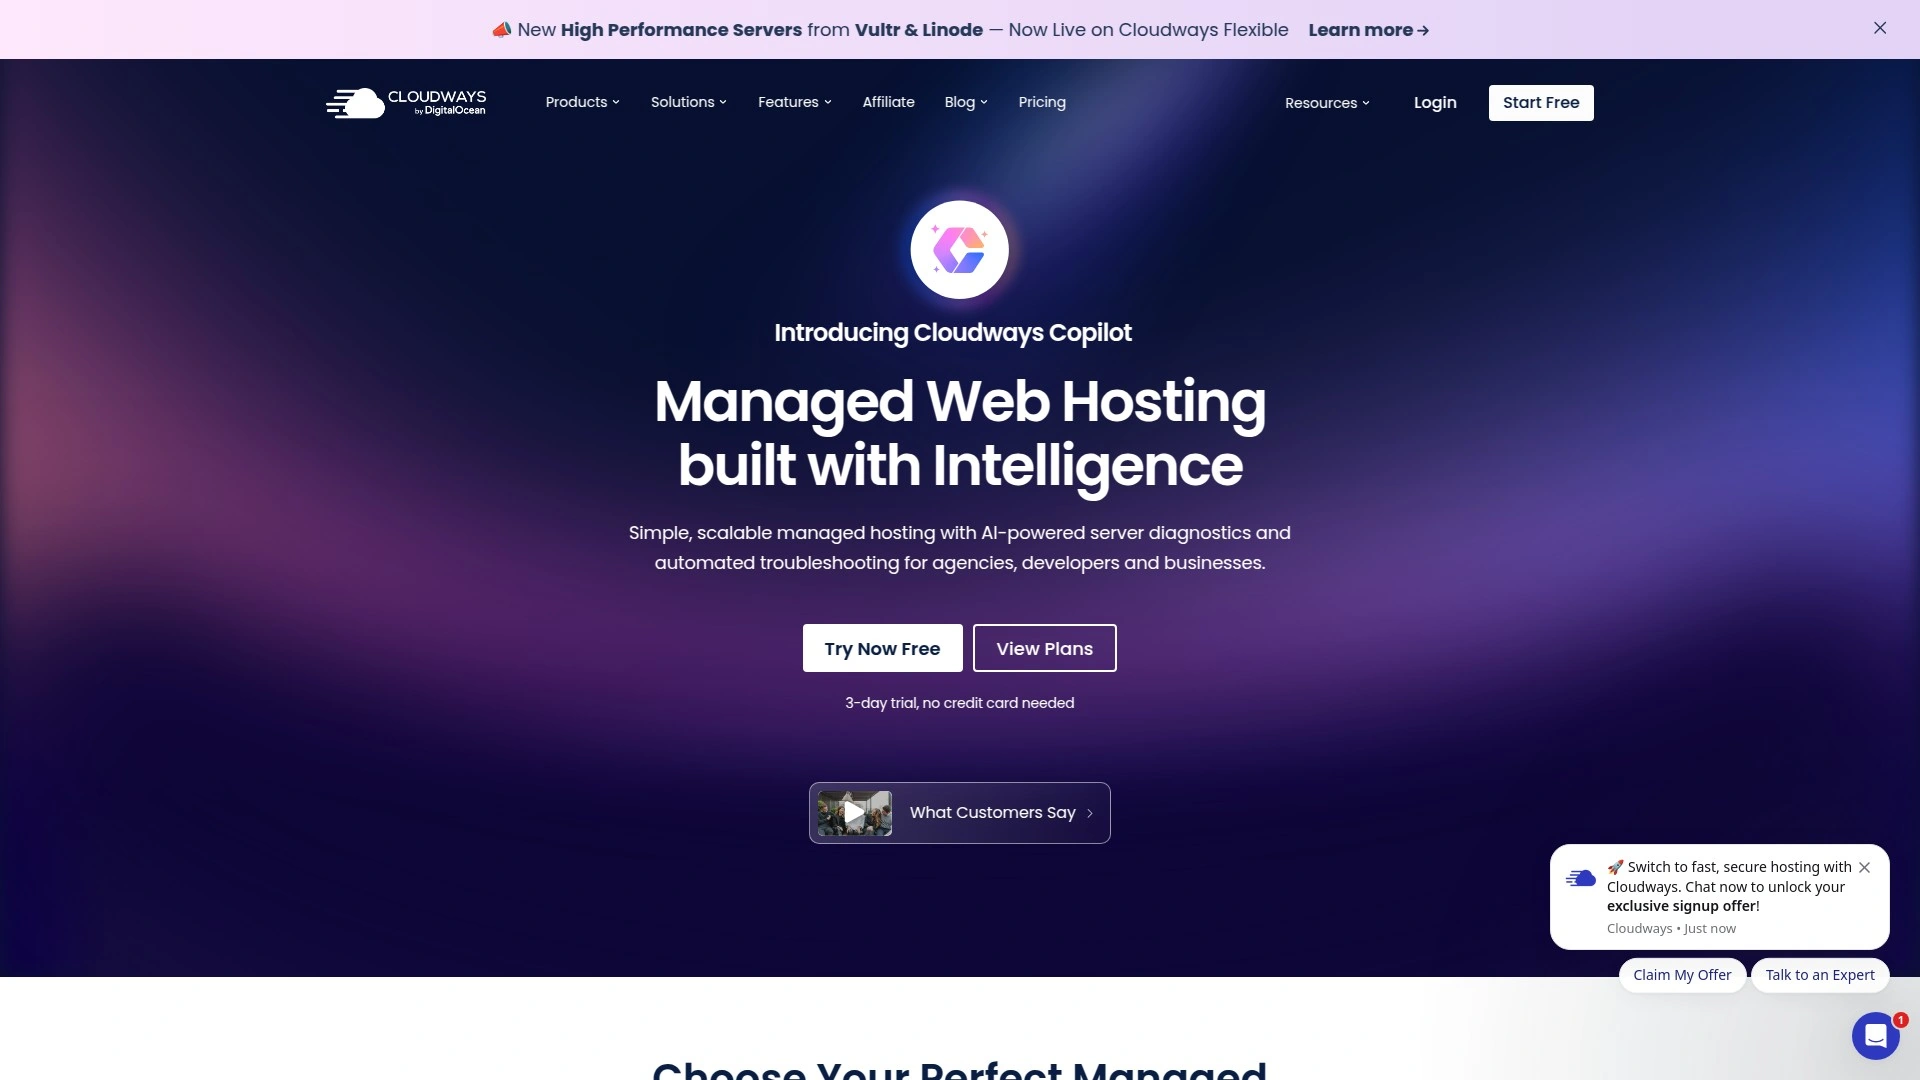 📣 New High Performance Servers from Vultr & Linode — Now Live on Cloudways Flexible Learn more →
CLOUDWAYS
by DigitalOcean
Products
Solutions
Features
Affiliate
Blog
Pricing
Resources
Login
Start Free
Introducing Cloudways Copilot
Managed Web Hosting
built with Intelligence
Simple, scalable managed hosting with AI-powered server diagnostics and
automated troubleshooting for agencies, developers and businesses.
Try Now Free
View Plans
3-day trial, no credit card needed
What Customers Say
🚀 Switch to fast, secure hosting with
Cloudways. Chat now to unlock your
exclusive signup offer!
Cloudways • Just now
Claim My Offer
Talk to an Expert
1
Choose Your Perfect Managed